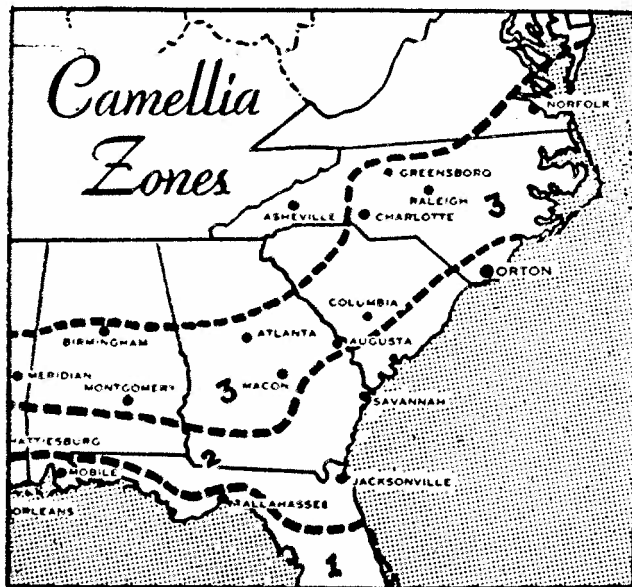 Camellia
Zones
NORFOLK
GREENSBORO
RALEIGH
ASHEVILLE
CHARLOTTE
3
ORTON
COLUMBIA
ATLANTA
AUGUSTA
BIRMINGHAM
MERIDIAN
MACON
3
MONTGOMERY
SAVANNAH
HATTIESBURG
2
MOBILE
JACKSONVILLE
TALLAHASSEE
ORLEANS
1